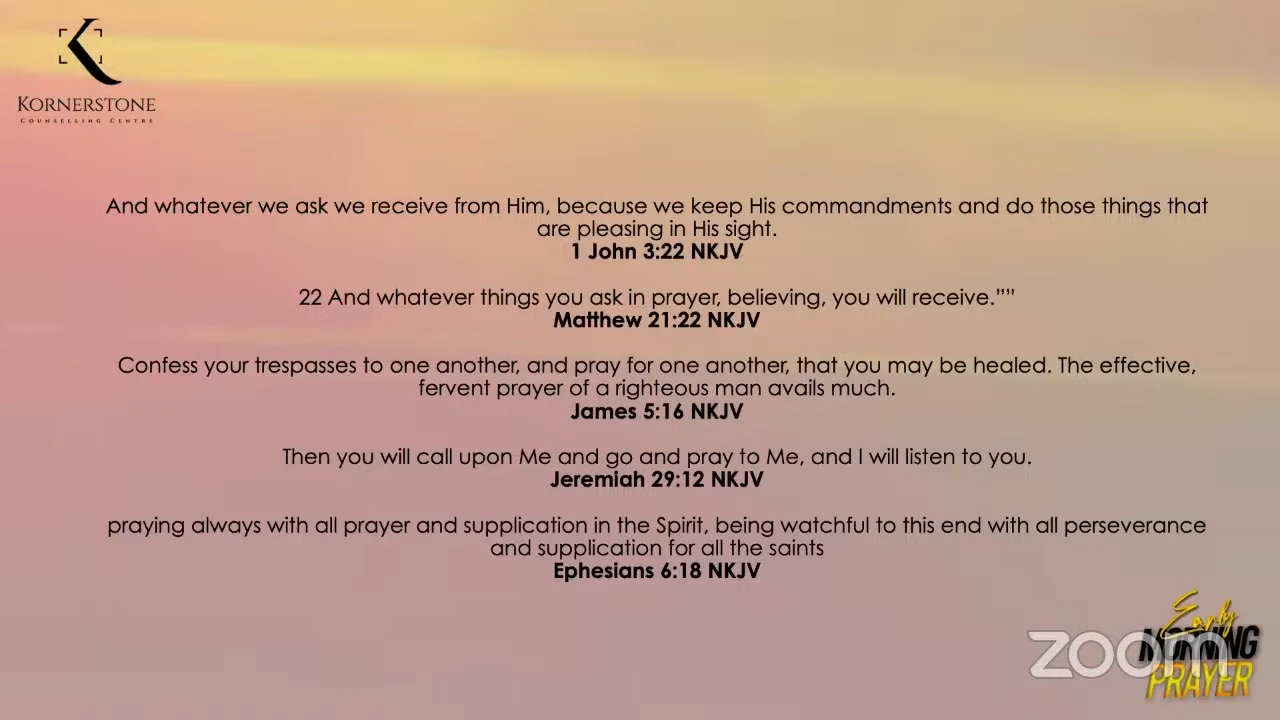 KORNERSTONE
COUNSELLING CENTRE
And whatever we ask we receive from Him, because we keep His commandments and do those things that
are pleasing in His sight.
1 John 3:22 NKJV
22 And whatever things you ask in prayer, believing, you will receive.””
Matthew 21:22 NKJV
Confess your trespasses to one another, and pray for one another, that you may be healed. The effective,
fervent prayer of a righteous man avails much.
James 5:16 NKJV
Then you will call upon Me and go and pray to Me, and I will listen to you.
Jeremiah 29:12 NKJV
praying always with all prayer and supplication in the Spirit, being watchful to this end with all perseverance
and supplication for all the saints
Ephesians 6:18 NKJV
Early
MORNING
zoom
PRAYER